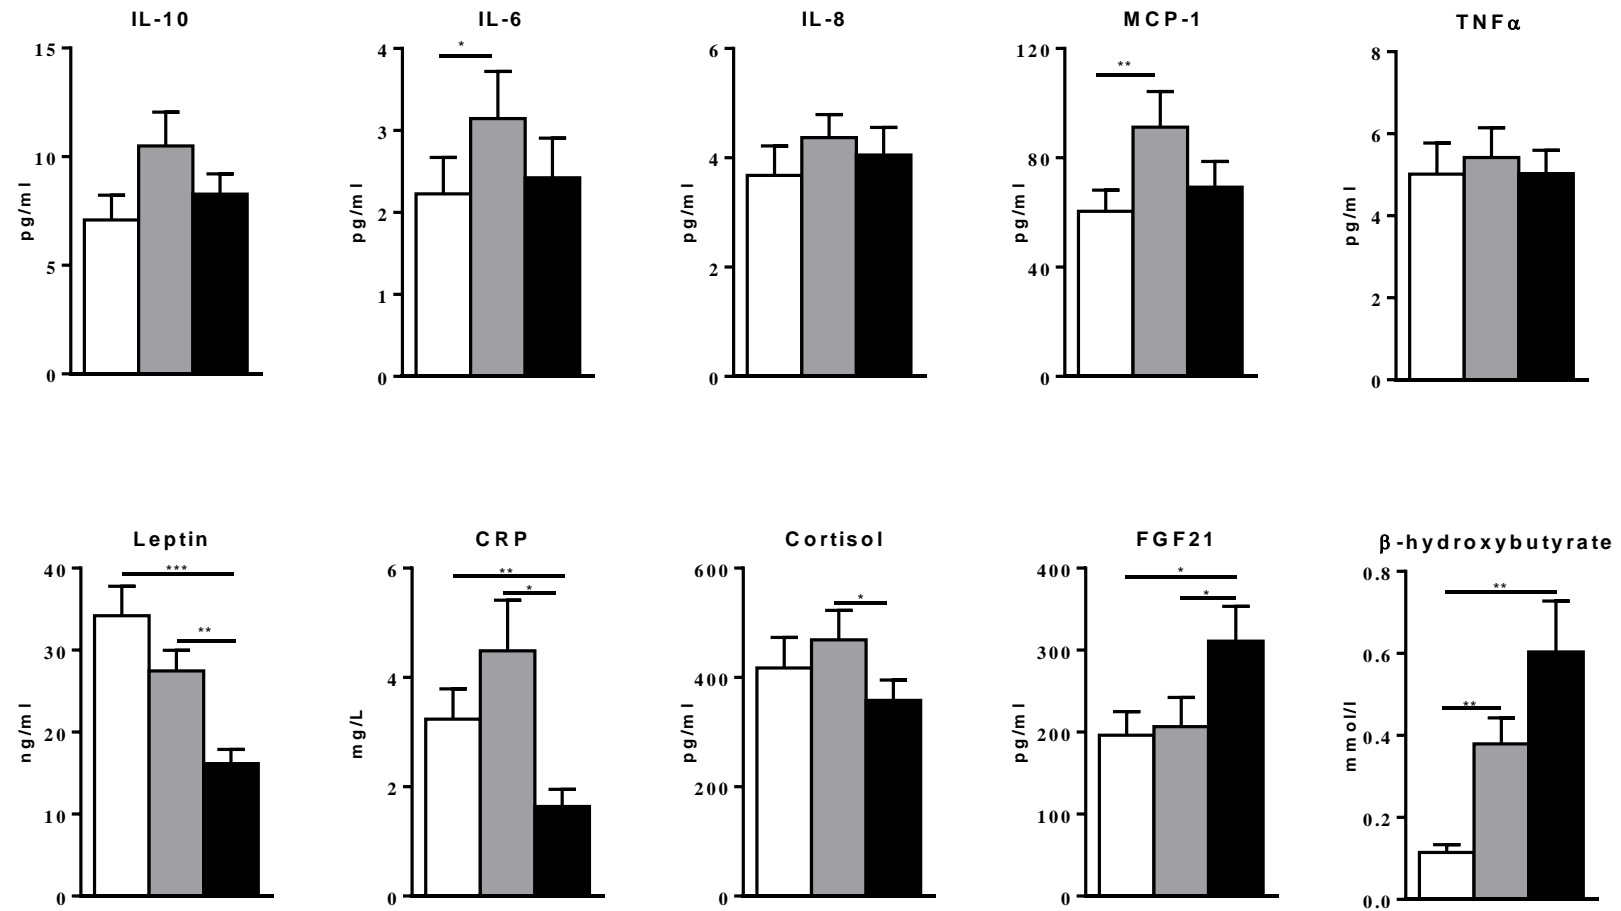 IL-10
15
10
5
0
pg/ml
IL-6
4
3
2
1
0
pg/ml
*
IL-8
6
4
2
0
pg/ml
MCP-1
120
80
40
0
pg/ml
**
TNFα
8
6
4
2
0
pg/ml
Leptin
40
30
20
10
0
ng/ml
***
**
CRP
6
4
2
0
mg/L
**
*
Cortisol
600
400
200
0
pg/ml
*
FGF21
400
300
200
100
0
pg/ml
*
*
β-hydroxybutyrate
0.8
0.6
0.4
0.2
0.0
mmol/l
**
**